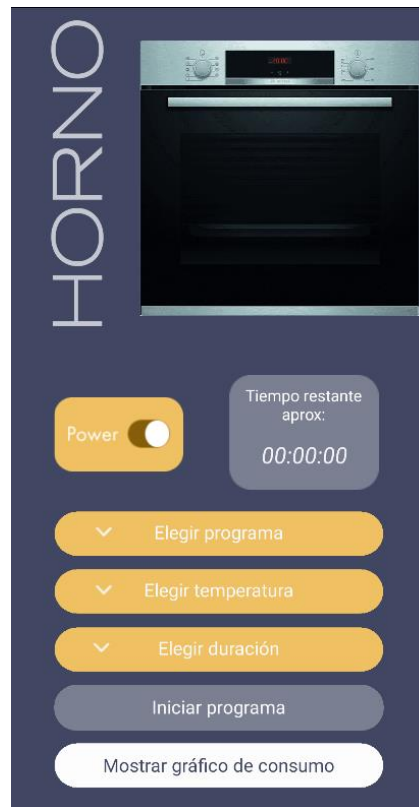 HORNO
Power
Tiempo restante
aprox:
00:00:00
Elegir programa
Elegir temperatura
Elegir duración
Iniciar programa
Mostrar gráfico de consumo